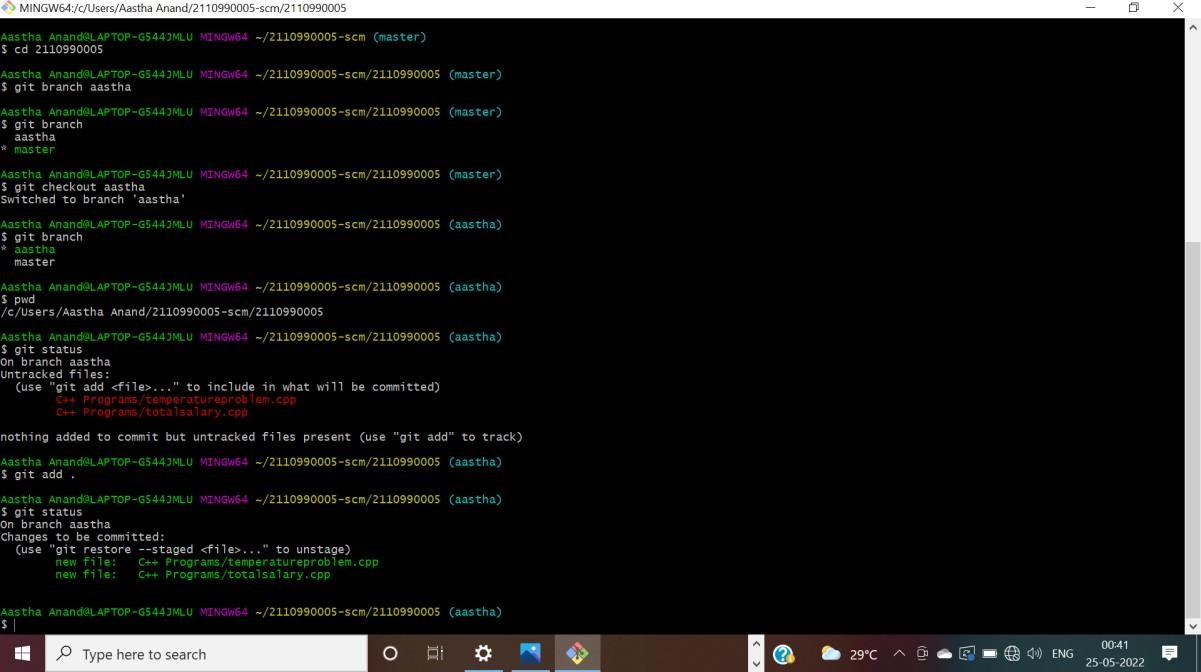 MINGW64:/c/Users/Aastha Anand/2110990005-scm/2110990005
Aastha Anand@LAPTOP-G544JMLU MINGW64 ~/2110990005-scm (master)
$ cd 2110990005
Aastha Anand@LAPTOP-G544JMLU MINGW64 ~/2110990005-scm/2110990005 (master)
$ git branch aastha
Aastha Anand@LAPTOP-G544JMLU MINGW64 ~/2110990005-scm/2110990005 (master)
$ git branch
  aastha
* master
Aastha Anand@LAPTOP-G544JMLU MINGW64 ~/2110990005-scm/2110990005 (master)
$ git checkout aastha
Switched to branch 'aastha'
Aastha Anand@LAPTOP-G544JMLU MINGW64 ~/2110990005-scm/2110990005 (aastha)
$ git branch
* aastha
  master
Aastha Anand@LAPTOP-G544JMLU MINGW64 ~/2110990005-scm/2110990005 (aastha)
$ pwd
/c/Users/Aastha Anand/2110990005-scm/2110990005
Aastha Anand@LAPTOP-G544JMLU MINGW64 ~/2110990005-scm/2110990005 (aastha)
$ git status
On branch aastha
Untracked files:
  (use "git add <file>..." to include in what will be committed)
        C++ Programs/temperatureproblem.cpp
        C++ Programs/totalsalary.cpp
nothing added to commit but untracked files present (use "git add" to track)
Aastha Anand@LAPTOP-G544JMLU MINGW64 ~/2110990005-scm/2110990005 (aastha)
$ git add .
Aastha Anand@LAPTOP-G544JMLU MINGW64 ~/2110990005-scm/2110990005 (aastha)
$ git status
On branch aastha
Changes to be committed:
  (use "git restore --staged <file>..." to unstage)
        new file:   C++ Programs/temperatureproblem.cpp
        new file:   C++ Programs/totalsalary.cpp
Aastha Anand@LAPTOP-G544JMLU MINGW64 ~/2110990005-scm/2110990005 (aastha)
$
Type here to search
29°C
ENG
00:41
25-05-2022